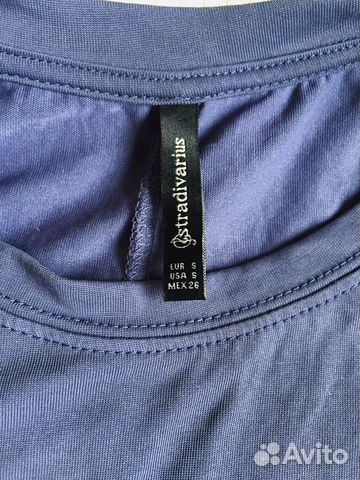 stradivarius
EUR S
USA S
MEX 26
Avito